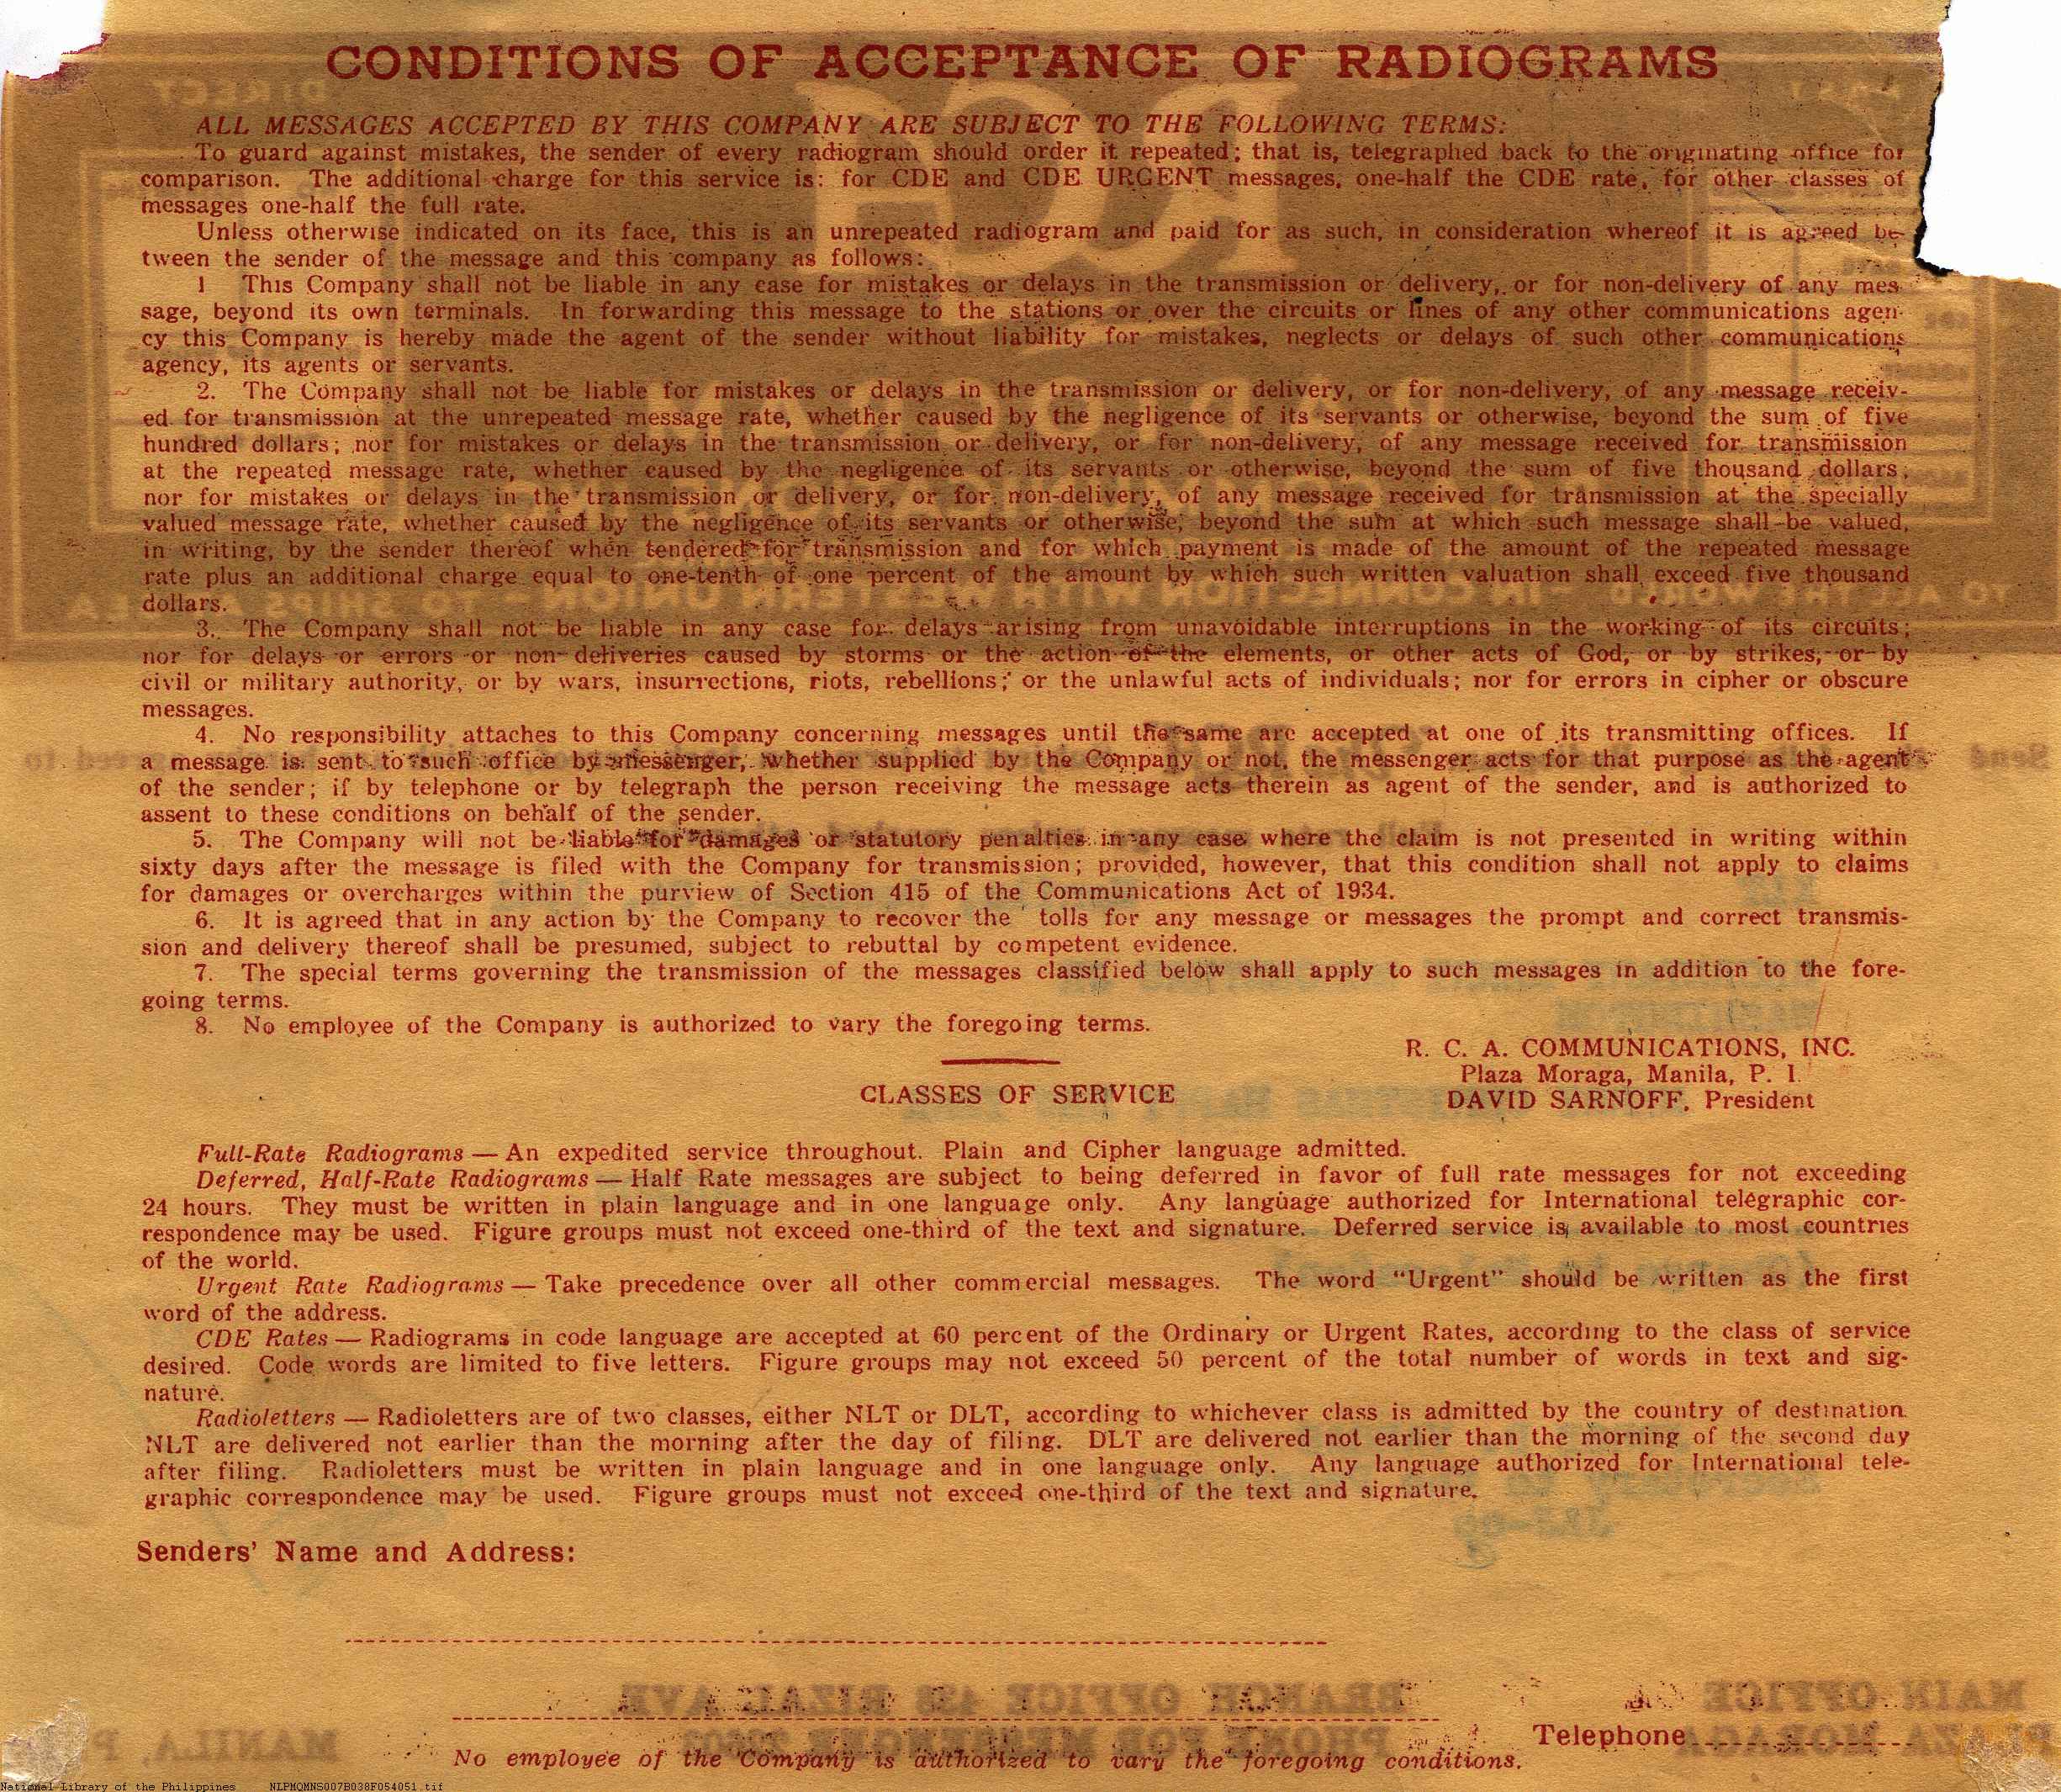 CONDITIONS OF ACCEPTANCE OF RADIOGRAMS
ALL MESSAGES ACCEPTED BY THIS COMPANY ARE SUBJECT TO THE FOLLOWING TERMS:
To guard against mistakes, the sender of every radiogram should order it repeated; that is, telegraphed back to the originating office for
comparison. The additional charge for this service is: for CDE and CDE URGENT messages, one-half the CDE rate, for other classes of
messages one-half the full rate.
Unless otherwise indicated on its face, this is an unrepeated radiogram and paid for as such, in consideration whereof it is agreed be-
tween the sender of the message and this company as follows:
1 This Company shall not be liable in any case for mistakes or delays in the transmission or delivery, or for non-delivery of any mes
sage, beyond its own terminals. In forwarding this message to the stations or over the circuits or lines of any other communications agen-
cy this Company is hereby made the agent of the sender without liability for mistakes, neglects or delays of such other communications
agency, its agents or servants.
2. The Company shall not be liable for mistakes or delays in the transmission or delivery, or for non-delivery, of any message receiv-
ed for transmission at the unrepeated message rate, whether caused by the negligence of its servants or otherwise, beyond the sum of five
hundred dollars; nor for mistakes or delays in the transmission or delivery, or for non-delivery, of any message received for transmission
at the repeated message rate, whether caused by the negligence of its servants or otherwise, beyond the sum of five thousand dollars;
nor for mistakes or delays in the transmission or delivery, or for non-delivery, of any message received for transmission at the specially
valued message rate, whether caused by the negligence of its servants or otherwise, beyond the sum at which such message shall be valued,
in writing, by the sender thereof when tendered for transmission and for which payment is made of the amount of the repeated message
rate plus an additional charge equal to one-tenth of one percent of the amount by which such written valuation shall exceed five thousand
dollars.
3. The Company shall not be liable in any case for delays arising from unavoidable interruptions in the working of its circuits;
nor for delays or errors or non-deliveries caused by storms or the action of the elements, or other acts of God, or by strikes, or by
civil or military authority, or by wars, insurrections, riots, rebellions; or the unlawful acts of individuals; nor for errors in cipher or obscure
messages.
4. No responsibility attaches to this Company concerning messages until the same are accepted at one of its transmitting offices. If
a message is sent to such office by messenger, whether supplied by the Company or not, the messenger acts for that purpose as the agent
of the sender; if by telephone or by telegraph the person receiving the message acts therein as agent of the sender, and is authorized to
assent to these conditions on behalf of the sender.
5. The Company will not be liable for damages or statutory penalties in any case where the claim is not presented in writing within
sixty days after the message is filed with the Company for transmission; provided, however, that this condition shall not apply to claims
for damages or overcharges within the purview of Section 415 of the Communications Act of 1934.
6. It is agreed that in any action by the Company to recover the tolls for any message or messages the prompt and correct transmis-
sion and delivery thereof shall be presumed, subject to rebuttal by competent evidence.
7. The special terms governing the transmission of the messages classified below shall apply to such messages in addition to the fore-
going terms.
8. No employee of the Company is authorized to vary the foregoing terms.
R. C. A. COMMUNICATIONS, INC.
Plaza Moraga, Manila, P. I.
DAVID SARNOFF, President
CLASSES OF SERVICE
Full-Rate Radiograms — An expedited service throughout. Plain and Cipher language admitted.
Deferred, Half-Rate Radiograms — Half Rate messages are subject to being deferred in favor of full rate messages for not exceeding
24 hours. They must be written in plain language and in one language only. Any language authorized for International telegraphic cor-
respondence may be used. Figure groups must not exceed one-third of the text and signature. Deferred service is available to most countries
of the world.
Urgent Rate Radiograms — Take precedence over all other commercial messages. The word "Urgent" should be written as the first
word of the address.
CDE Rates — Radiograms in code language are accepted at 60 percent of the Ordinary or Urgent Rates, according to the class of service
desired. Code words are limited to five letters. Figure groups may not exceed 50 percent of the total number of words in text and sig-
nature.
Radioletters — Radioletters are of two classes, either NLT or DLT, according to whichever class is admitted by the country of destination
NLT are delivered not earlier than the morning after the day of filing. DLT are delivered not earlier than the morning of the second day
after filing. Radioletters must be written in plain language and in one language only. Any language authorized for International tele-
graphic correspondence may be used. Figure groups must not exceed one-third of the text and signature.
Senders' Name and Address:
Telephone
No employee of the Company is authorized to vary the foregoing conditions.
National Library of the Philippines NLPMQMNS007B038F054051.tif